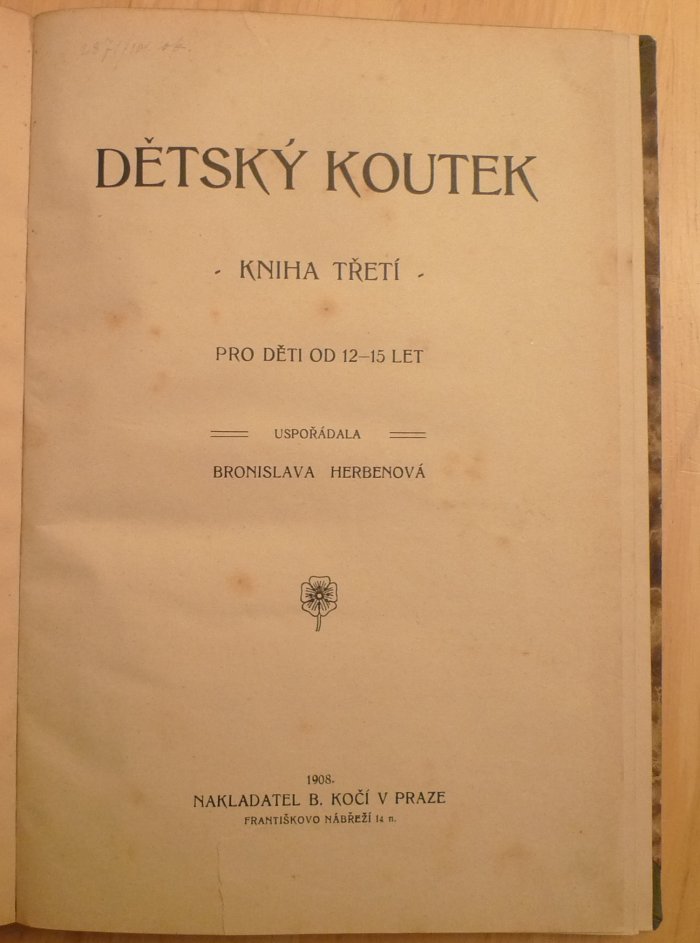 DĚTSKÝ KOUTEK
- KNIHA TŘETÍ -
PRO DĚTI OD 12–15 LET
USPOŘÁDALA
BRONISLAVA HERBENOVÁ
1908.
NAKLADATEL B. KOČÍ V PRAZE
FRANTIŠKOVO NÁBŘEŽÍ 14 n.